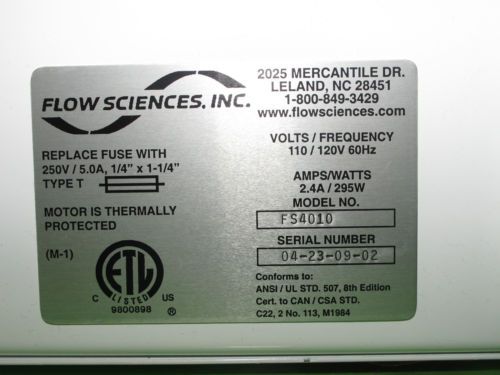 FLOW SCIENCES, INC.
2025 MERCANTILE DR.
LELAND, NC 28451
1-800-849-3429
www.flowsciences.com
REPLACE FUSE WITH
250V / 5.0A, 1/4" x 1-1/4"
TYPE T
MOTOR IS THERMALLY
PROTECTED
(M-1)
C ETL US
LISTED
9800898 ®
VOLTS / FREQUENCY
110 / 120V 60Hz
AMPS/WATTS
2.4A / 295W
MODEL NO.
FS4010
SERIAL NUMBER
04-23-09-02
Conforms to:
ANSI / UL STD. 507, 8th Edition
Cert. to CAN / CSA STD.
C22, 2 No. 113, M1984